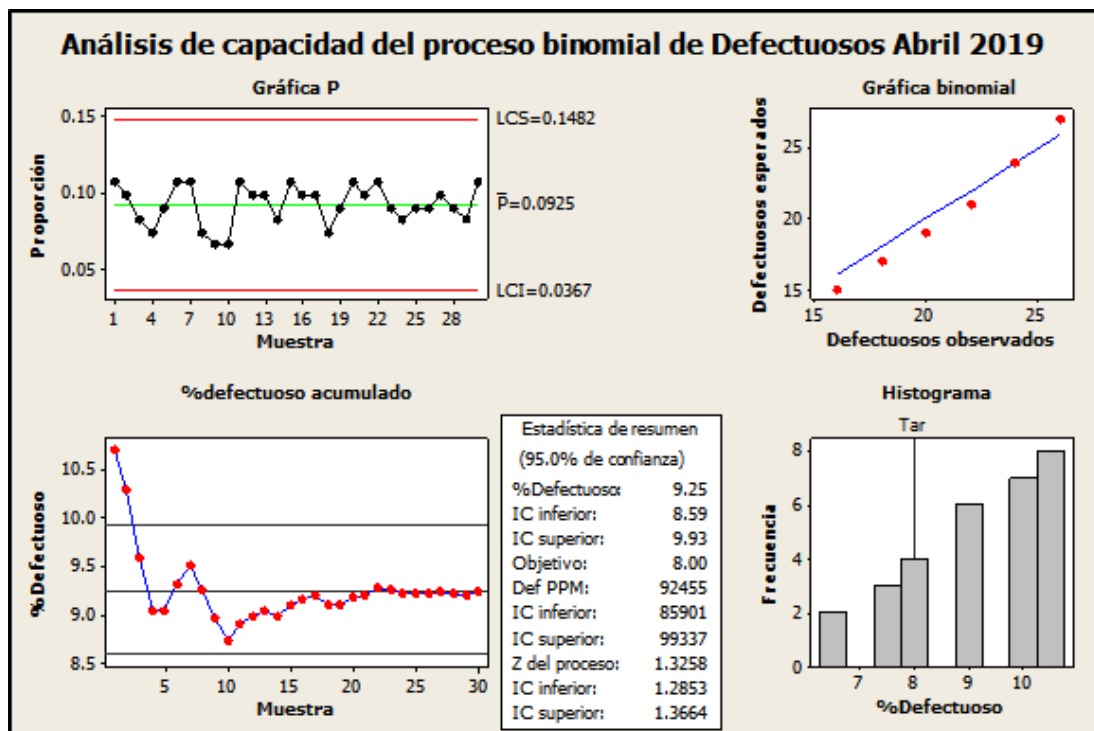 Análisis de capacidad del proceso binomial de Defectuosos Abril 2019
Gráfica P
0.15
0.10
0.05
Proporción
LCS=0.1482
P̅=0.0925
LCI=0.0367
1 4 7 10 13 16 19 22 25 28
Muestra
Gráfica binomial
25
20
15
Defectuosos esperados
15 20 25
Defectuosos observados
%defectuoso acumulado
10.5
10.0
9.5
9.0
8.5
%Defectuoso
5 10 15 20 25 30
Muestra
Estadística de resumen
(95.0% de confianza)
%Defectuoso: 9.25
IC inferior: 8.59
IC superior: 9.93
Objetivo: 8.00
Def PPM: 92455
IC inferior: 85901
IC superior: 99337
Z del proceso: 1.3258
IC inferior: 1.2853
IC superior: 1.3664
Histograma
Tar
8
6
4
2
0
Frecuencia
7 8 9 10
%Defectuoso